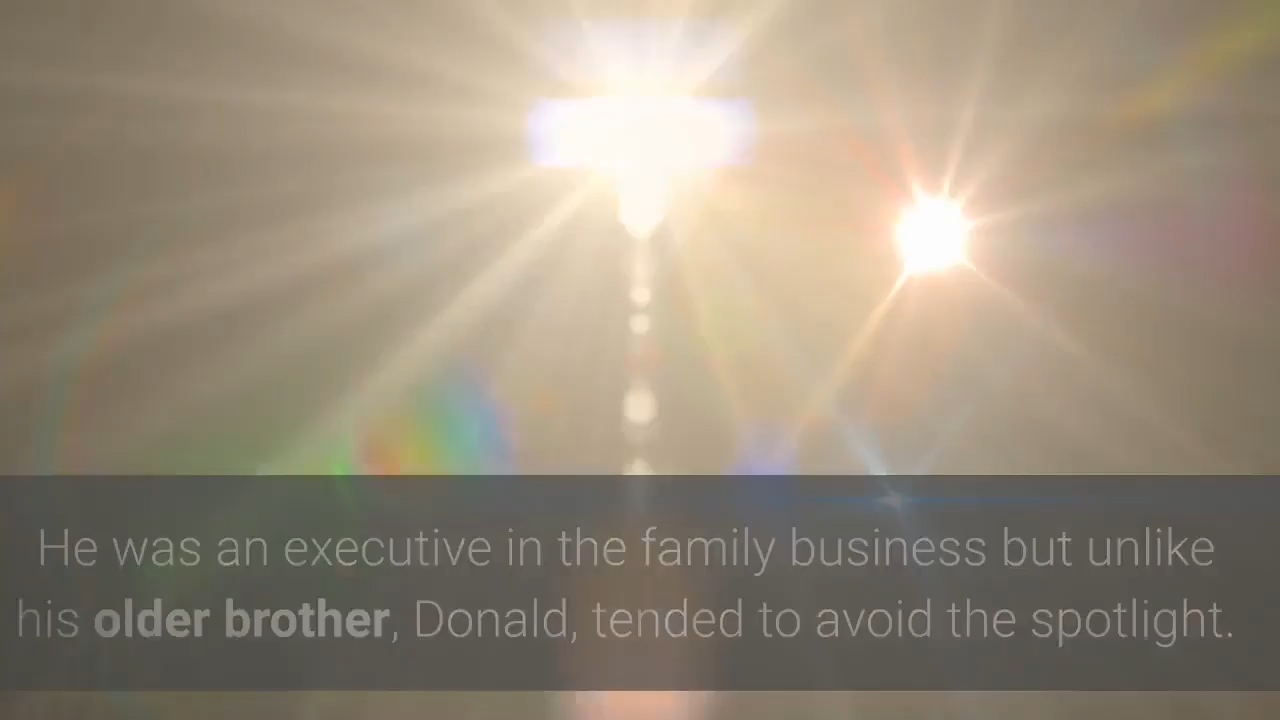 He was an executive in the family business but unlike
his older brother, Donald, tended to avoid the spotlight.